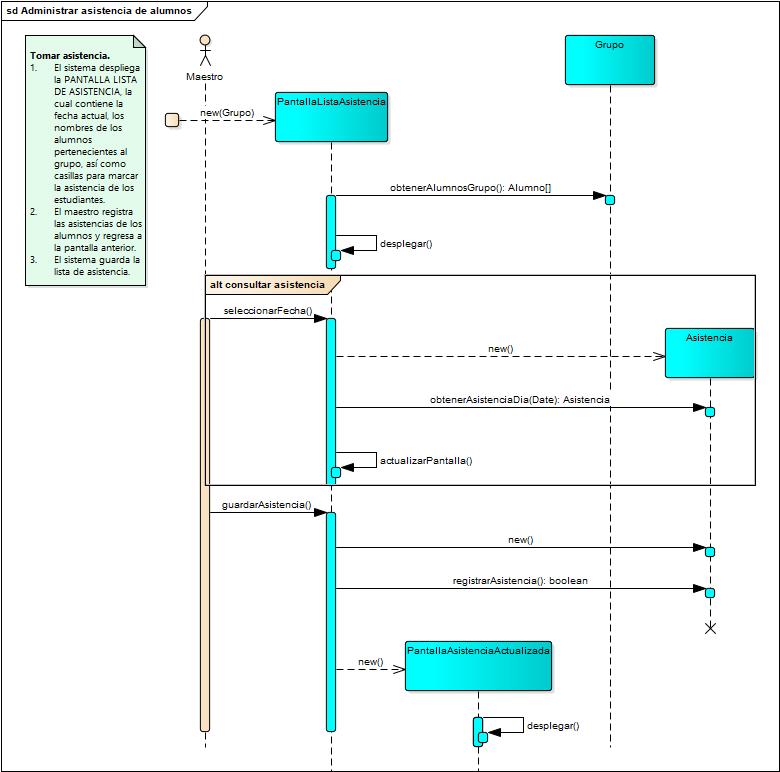 sd Administrar asistencia de alumnos
Tomar asistencia.
1. El sistema despliega
la PANTALLA LISTA
DE ASISTENCIA, la
cual contiene la
fecha actual, los
nombres de los
alumnos
pertenecientes al
grupo, así como
casillas para marcar
la asistencia de los
estudiantes.
2. El maestro registra
las asistencias de los
alumnos y regresa a
la pantalla anterior.
3. El sistema guarda la
lista de asistencia.
Maestro
Grupo
PantallaListaAsistencia
new(Grupo)
obtenerAlumnosGrupo(): Alumno[]
desplegar()
alt consultar asistencia
seleccionarFecha()
Asistencia
new()
obtenerAsistenciaDia(Date): Asistencia
actualizarPantalla()
guardarAsistencia()
new()
registrarAsistencia(): boolean
PantallaAsistenciaActualizada
new()
desplegar()